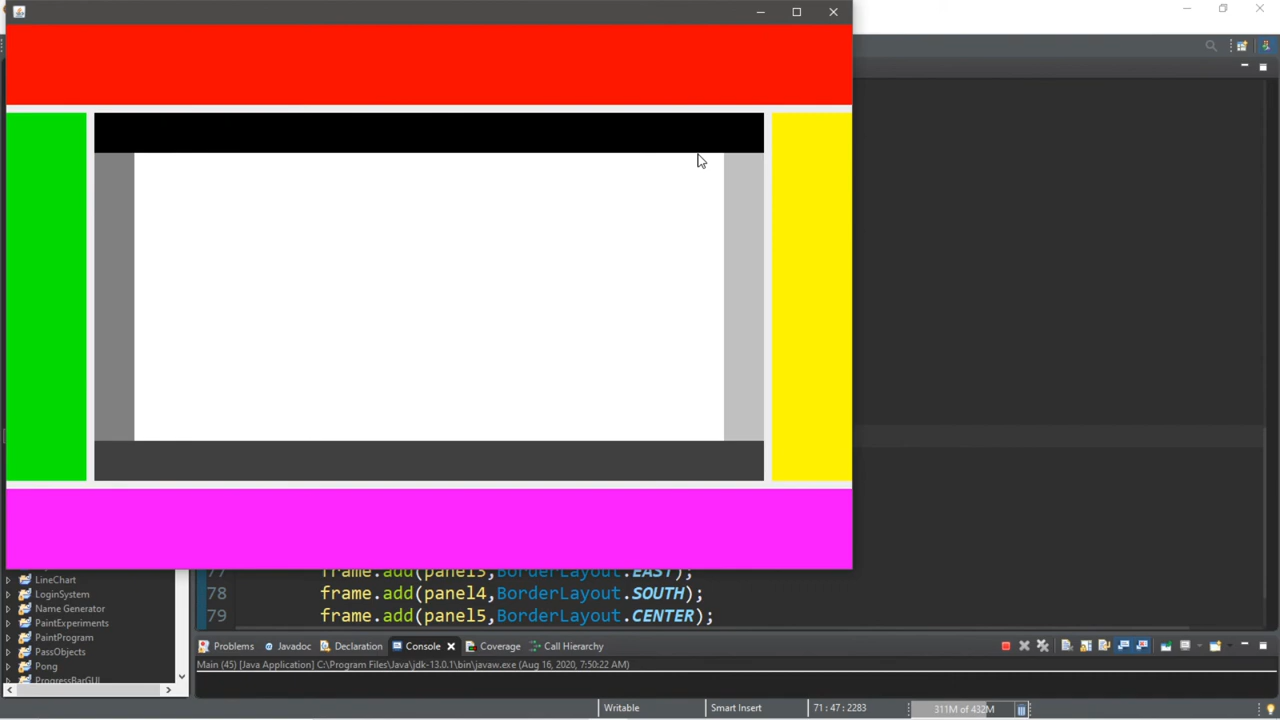 77 frame.add(panel3,BorderLayout.EAST);
78 frame.add(panel4,BorderLayout.SOUTH);
79 frame.add(panel5,BorderLayout.CENTER);
LineChart
LoginSystem
Name Generator
PaintExperiments
PaintProgram
PassObjects
Pong
ProgressBarGUI
Problems Javadoc Declaration Console Coverage Call Hierarchy
Main (45) [Java Application] C:\Program Files\Java\jdk-13.0.1\bin\javaw.exe (Aug 16, 2020, 7:50:22 AM)
Writable Smart Insert 71 : 47 : 2283 311M of 432M